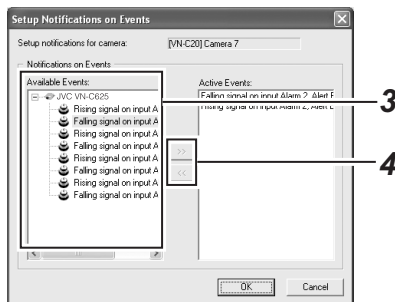 Setup Notifications on Events
Setup notifications for camera:
[VN-C20] Camera 7
Notifications on Events
Available Events:
JVC VN-C625
Rising signal on input A
Falling signal on input A
Rising signal on input A
Falling signal on input A
Rising signal on input A
Falling signal on input A
Rising signal on input A
Falling signal on input A
Active Events:
Falling signal on input Alarm 2, Alert E
Rising signal on input Alarm 2, Alert E
>>
<<
3
4
OK
Cancel